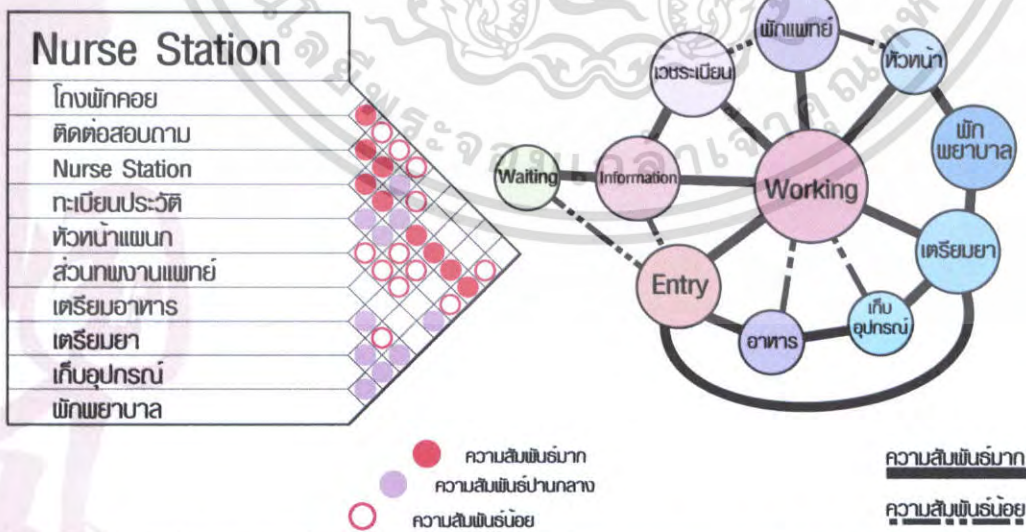 Nurse Station
โถงพักคอย
ติดต่อสอบถาม
Nurse Station
ทะเบียนประวัติ
หัวหน้าแผนก
ส่วนทพงานแพทย์
เตรียมอาหาร
เตรียมยา
เก็บอุปกรณ์
พักพยาบาล
พักแพทย์
เวชระเบียน
หัวหน้า
พัก
พยาบาล
Waiting
Information
Working
เตรียมยา
Entry
เก็บ
อุปกรณ์
อาหาร
ความสัมพันธ์มาก
ความสัมพันธ์ปานกลาง
ความสัมพันธ์น้อย
ความสัมพันธ์มาก
ความสัมพันธ์น้อย